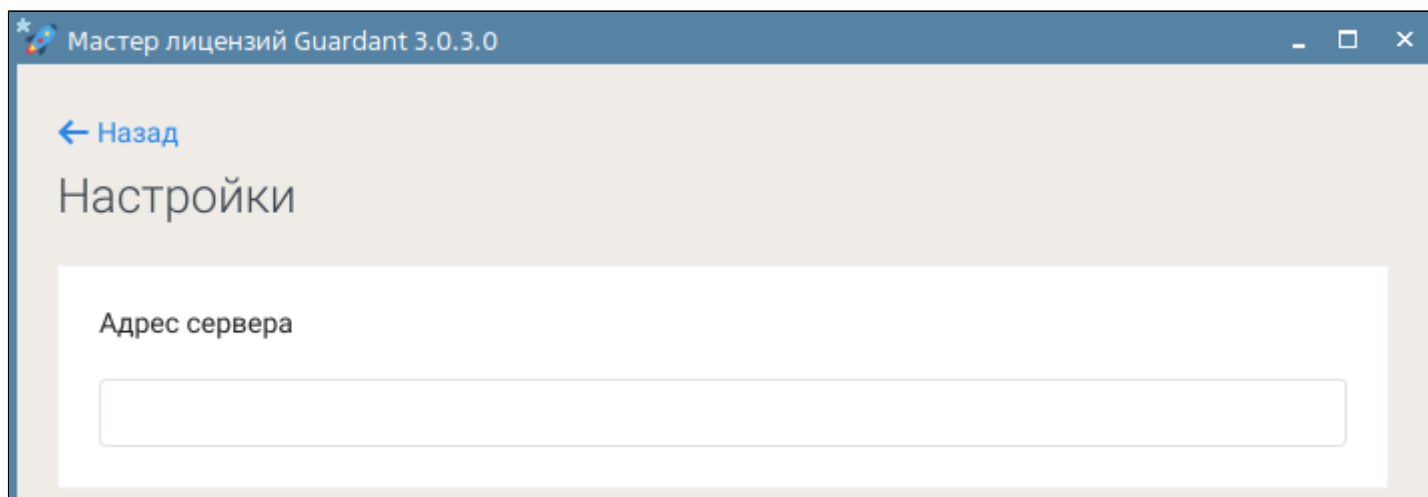 Мастер лицензий Guardant 3.0.3.0
Назад
Настройки
Адрес сервера